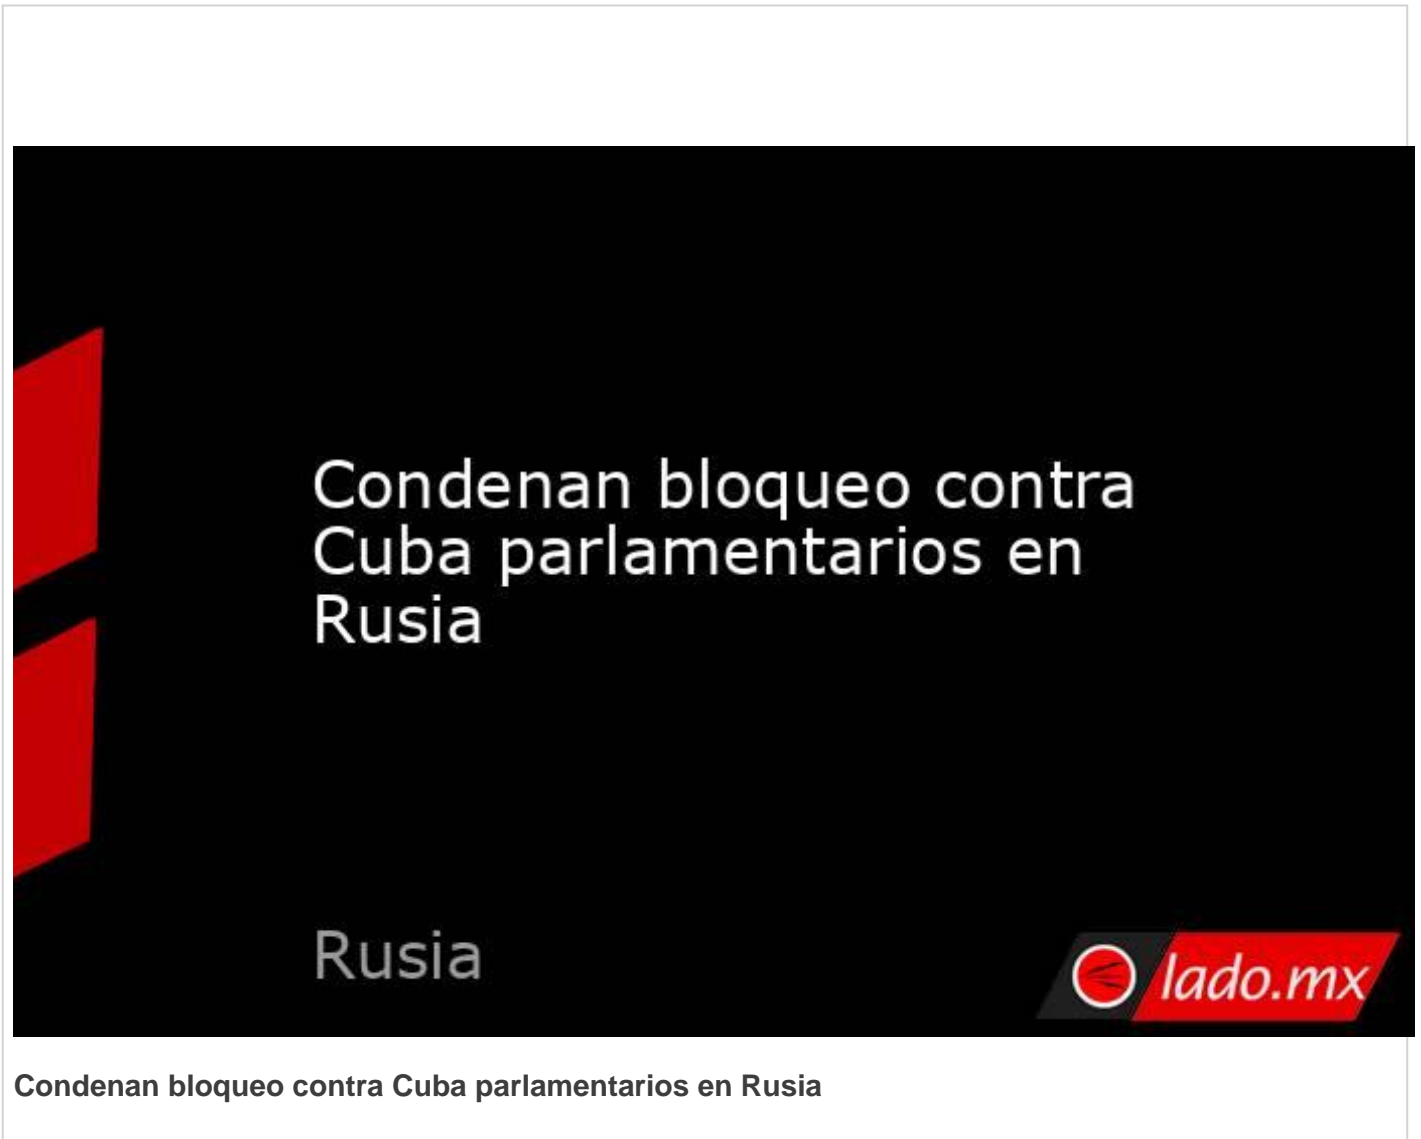 Condenan bloqueo contra
Cuba parlamentarios en
Rusia
Rusia
lado.mx
Condenan bloqueo contra Cuba parlamentarios en Rusia